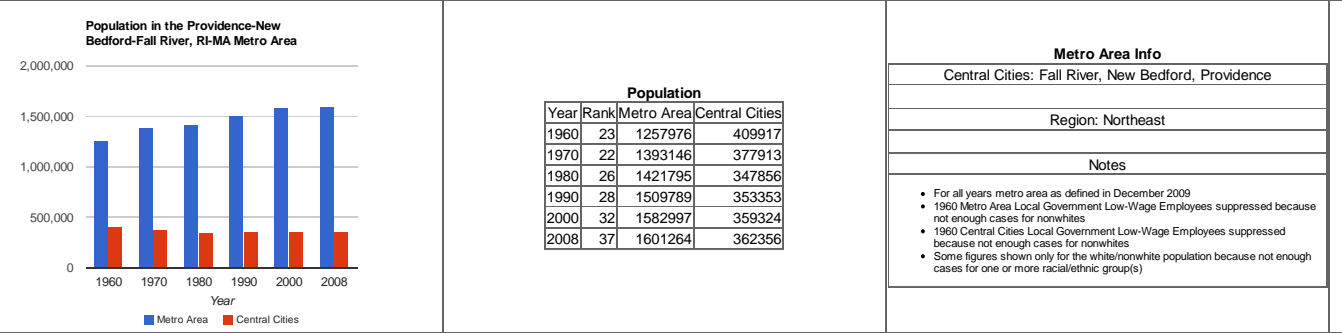 Population in the Providence-New
Bedford-Fall River, RI-MA Metro Area
2,000,000
1,500,000
1,000,000
500,000
0
1960 1970 1980 1990 2000 2008
Year
Metro Area Central Cities
Population
Year Rank Metro Area Central Cities
1960 23 1257976 409917
1970 22 1393146 377913
1980 26 1421795 347856
1990 28 1509789 353353
2000 32 1582997 359324
2008 37 1601264 362356
Metro Area Info
Central Cities: Fall River, New Bedford, Providence
Region: Northeast
Notes
• For all years metro area as defined in December 2009
• 1960 Metro Area Local Government Low-Wage Employees suppressed because
not enough cases for nonwhites
• 1960 Central Cities Local Government Low-Wage Employees suppressed
because not enough cases for nonwhites
• Some figures shown only for the white/nonwhite population because not enough
cases for one or more racial/ethnic group(s)